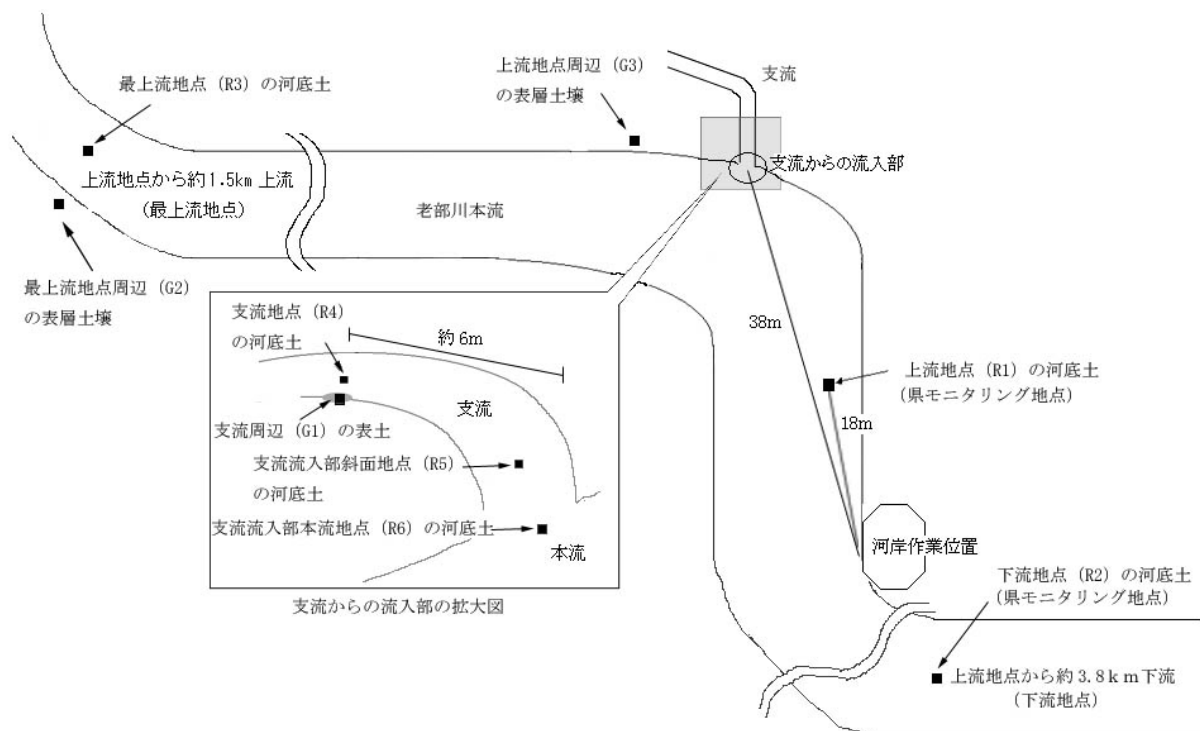 最上流地点（R3）の河底土
上流地点周辺（G3）
の表層土壌
支流
支流からの流入部
上流地点から約1.5km 上流
(最上流地点)
老部川本流
最上流地点周辺（G2）
の表層土壌
38m
上流地点（R1）の河底土
(県モニタリング地点)
18m
支流地点（R4）
の河底土
約 6m
支流
支流周辺（G1）の表土
支流流入部斜面地点（R5）
の河底土
支流流入部本流地点（R6）の河底土
本流
支流からの流入部の拡大図
河岸作業位置
下流地点（R2）の河底土
(県モニタリング地点)
上流地点から約 3.8ｋｍ下流
(下流地点)